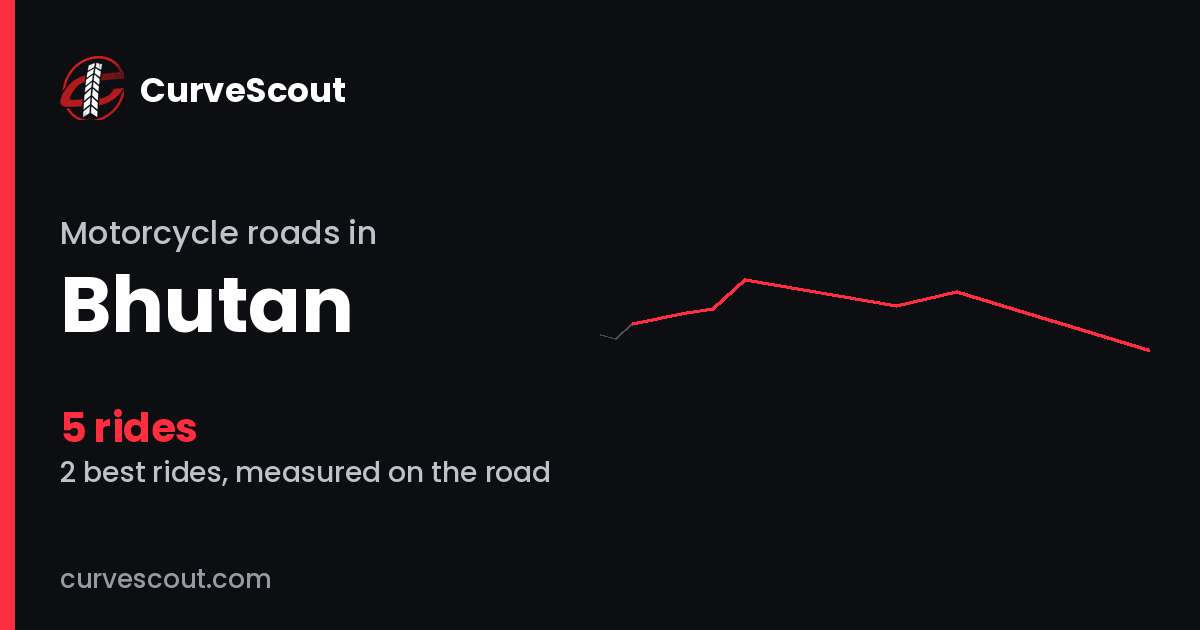 CurveScout
Motorcycle roads in
Bhutan
5 rides
2 best rides, measured on the road
curvescout.com